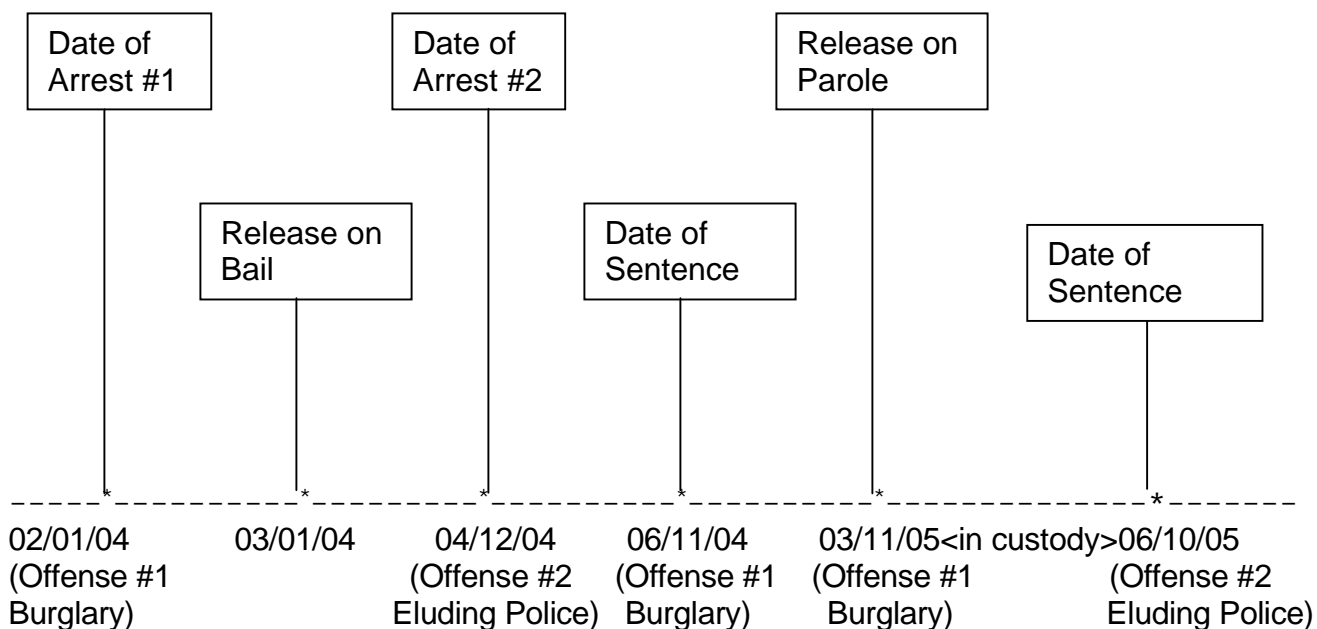 Date of
Arrest #1
Date of
Arrest #2
Release on
Parole
Release on
Bail
Date of
Sentence
Date of
Sentence
02/01/04 03/01/04 04/12/04 06/11/04 03/11/05<in custody>06/10/05
(Offense #1 (Offense #2 (Offense #1 (Offense #1 (Offense #2
Burglary) Eluding Police) Burglary) Burglary) Eluding Police)